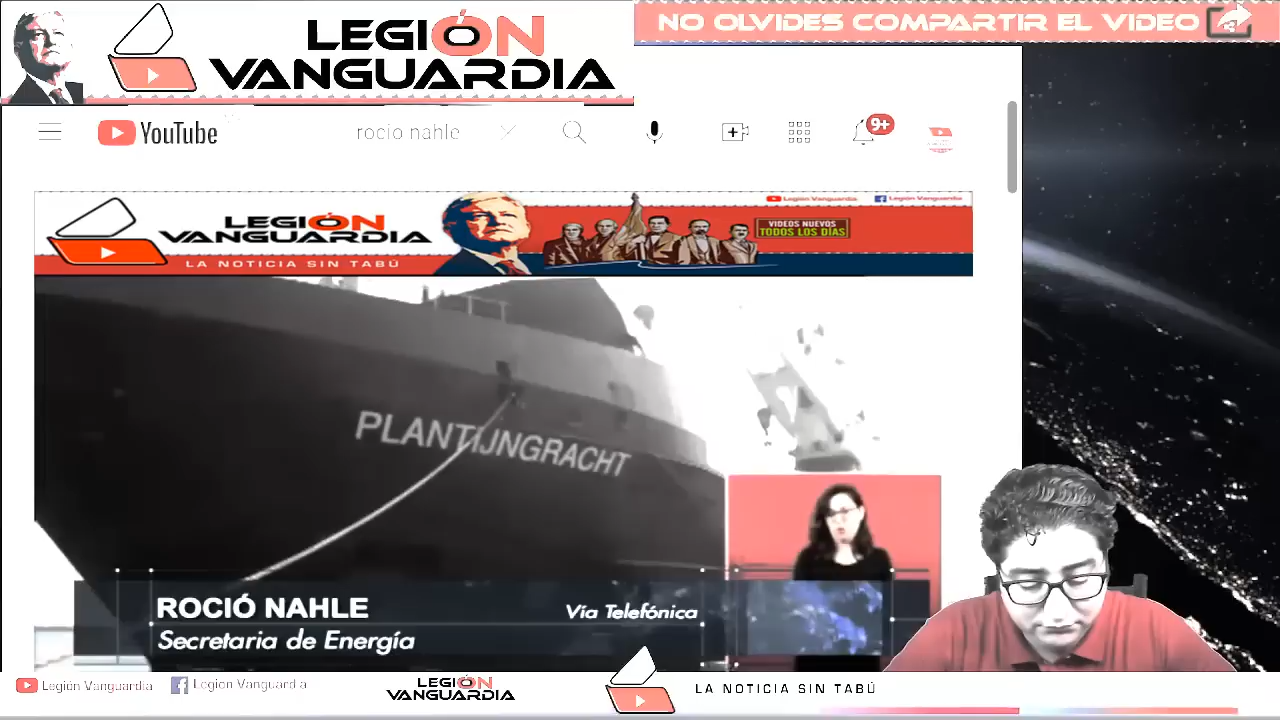 LEGIÓN
VANGUARDIA
NO OLVIDES COMPARTIR EL VIDEO
YouTube
rocio nahle
9+
LEGIÓN
VANGUARDIA
LA NOTICIA SIN TABÚ
Legion Vanguardia
Legion Vanguardia
VIDEOS NUEVOS
TODOS LOS DÍAS
PLANTIJNGRACHT
ROCIÓ NAHLE
Vía Telefónica
Secretaria de Energía
Legion Vanguardia
Legion Vanguardia
LEGIÓN
VANGUARDIA
LA NOTICIA SIN TABÚ